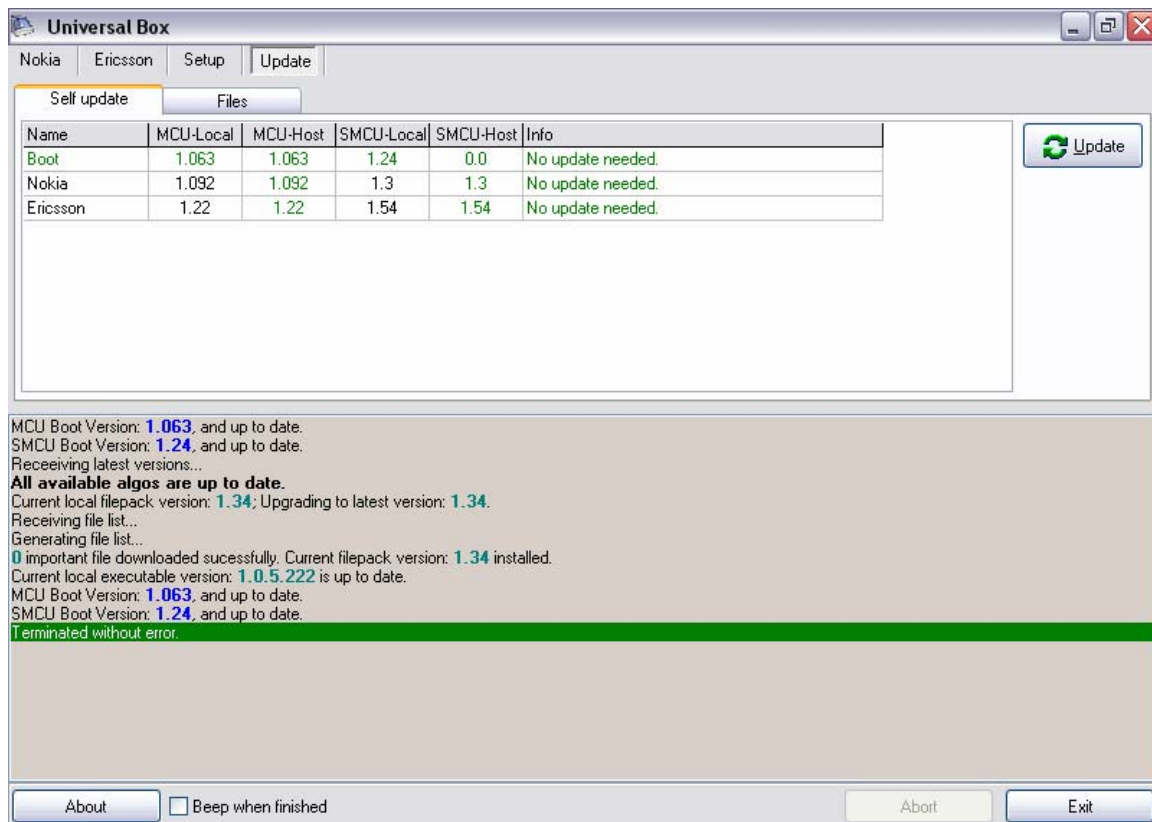 Universal Box
Nokia Ericsson Setup Update
Self update Files
Name MCU-Local MCU-Host SMCU-Local SMCU-Host Info
Boot 1.063 1.063 1.24 0.0 No update needed.
Nokia 1.092 1.092 1.3 1.3 No update needed.
Ericsson 1.22 1.22 1.54 1.54 No update needed.
Update
MCU Boot Version: 1.063, and up to date.
SMCU Boot Version: 1.24, and up to date.
Receeiving latest versions...
All available algos are up to date.
Current local filepack version: 1.34; Upgrading to latest version: 1.34.
Receiving file list...
Generating file list...
0 important file downloaded sucessfully. Current filepack version: 1.34 installed.
Current local executable version: 1.0.5.222 is up to date.
MCU Boot Version: 1.063, and up to date.
SMCU Boot Version: 1.24, and up to date.
Terminated without error.
About Beep when finished Abort Exit